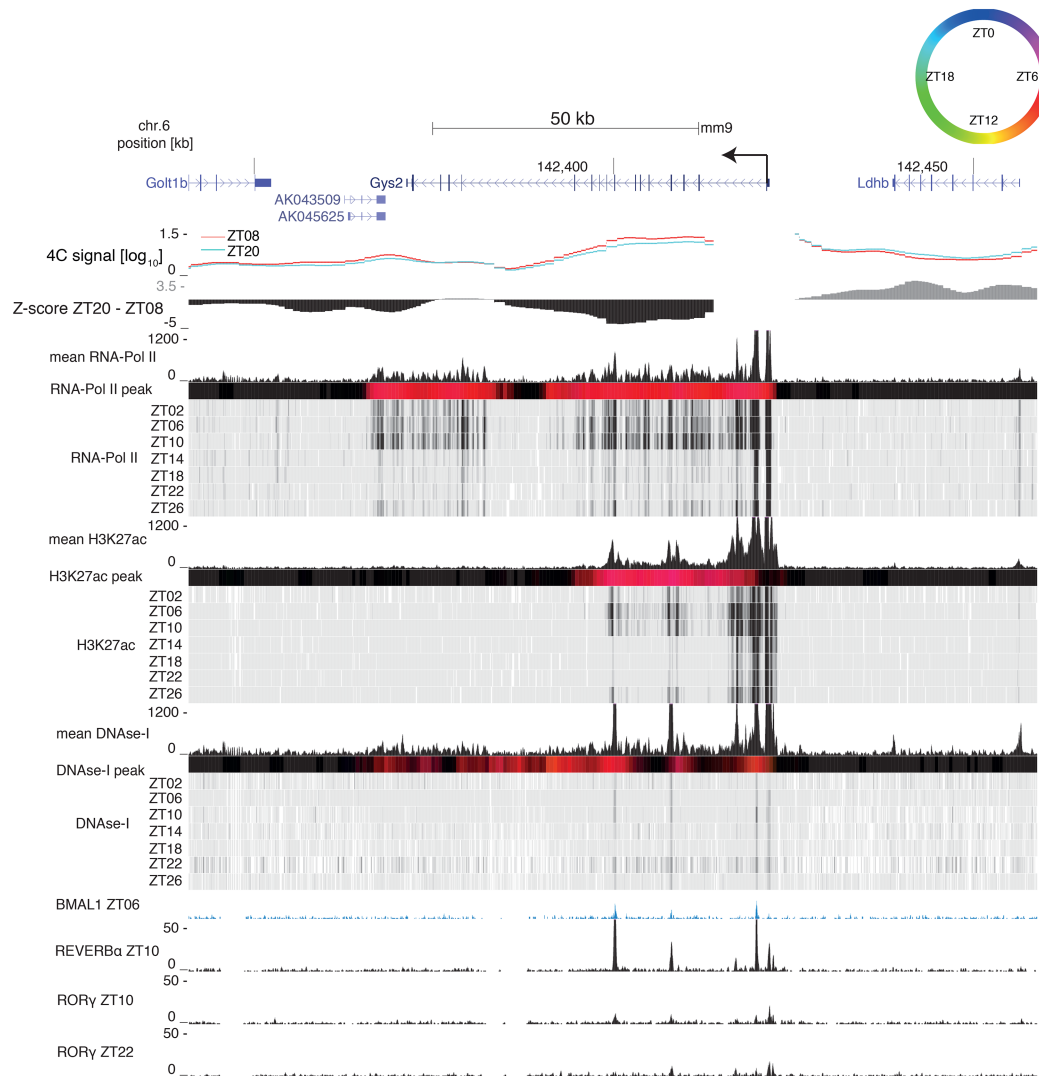 ZT0
ZT18
ZT6
ZT12
50 kb
mm9
chr.6
position [kb]
142,400
142,450
Golt1b
Gys2
Ldhb
AK043509
AK045625
1.5 -
ZT08
4C signal [log10]
ZT20
0 _
3.5 -
Z-score ZT20 - ZT08
-5 _
1200 -
mean RNA-Pol II
0 _
RNA-Pol II peak
ZT02
ZT06
ZT10
RNA-Pol II
ZT14
ZT18
ZT22
ZT26
1200 -
mean H3K27ac
0 _
H3K27ac peak
ZT02
ZT06
ZT10
H3K27ac
ZT14
ZT18
ZT22
ZT26
1200 -
mean DNAse-I
0 _
DNAse-I peak
ZT02
ZT06
ZT10
DNAse-I
ZT14
ZT18
ZT22
ZT26
BMAL1 ZT06
50 -
REVERBα ZT10
0 _
50 -
RORγ ZT10
0 _
50 -
RORγ ZT22
0 _